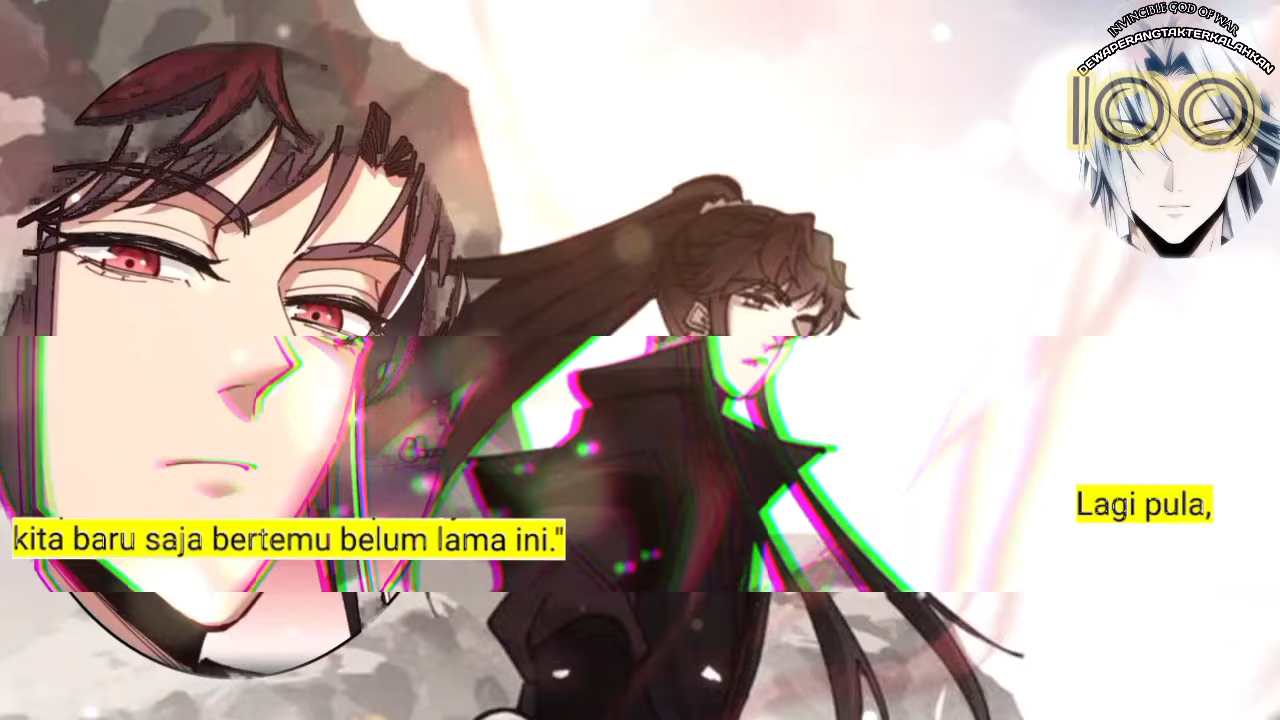 INVINCIBLE GOD OF WAR
DEWAPERANGTAKTERKALAHKAN
100
Lagi pula,
kita baru saja bertemu belum lama ini."